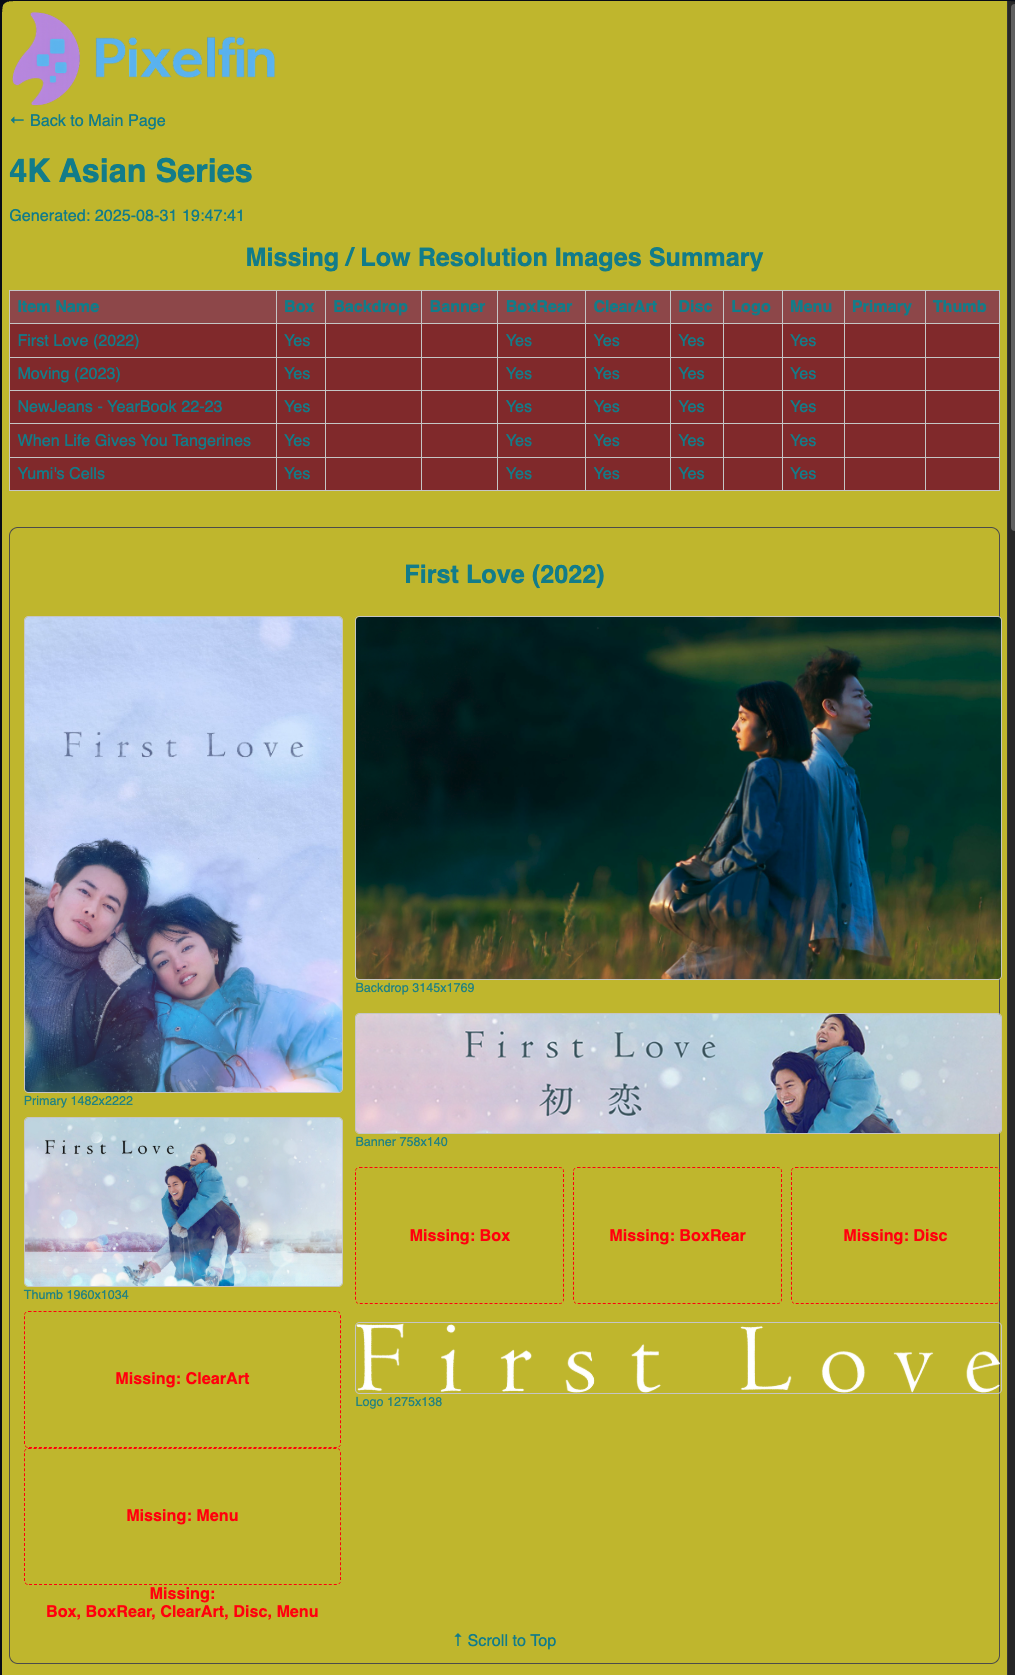 Pixelfin
← Back to Main Page
4K Asian Series
Generated: 2025-08-31 19:47:41
Missing / Low Resolution Images Summary
Item Name Box Backdrop Banner BoxRear ClearArt Disc Logo Menu Primary Thumb
First Love (2022) Yes Yes Yes Yes Yes
Moving (2023) Yes Yes Yes Yes Yes
NewJeans - YearBook 22-23 Yes Yes Yes Yes Yes
When Life Gives You Tangerines Yes Yes Yes Yes Yes
Yumi's Cells Yes Yes Yes Yes Yes
First Love (2022)
First Love
Primary 1482x2222
First Love
Thumb 1960x1034
Missing: ClearArt
Missing: Menu
Missing:
Box, BoxRear, ClearArt, Disc, Menu
Backdrop 3145x1769
First Love
初恋
Banner 758x140
Missing: Box
Missing: BoxRear
Missing: Disc
First Love
Logo 1275x138
↑ Scroll to Top